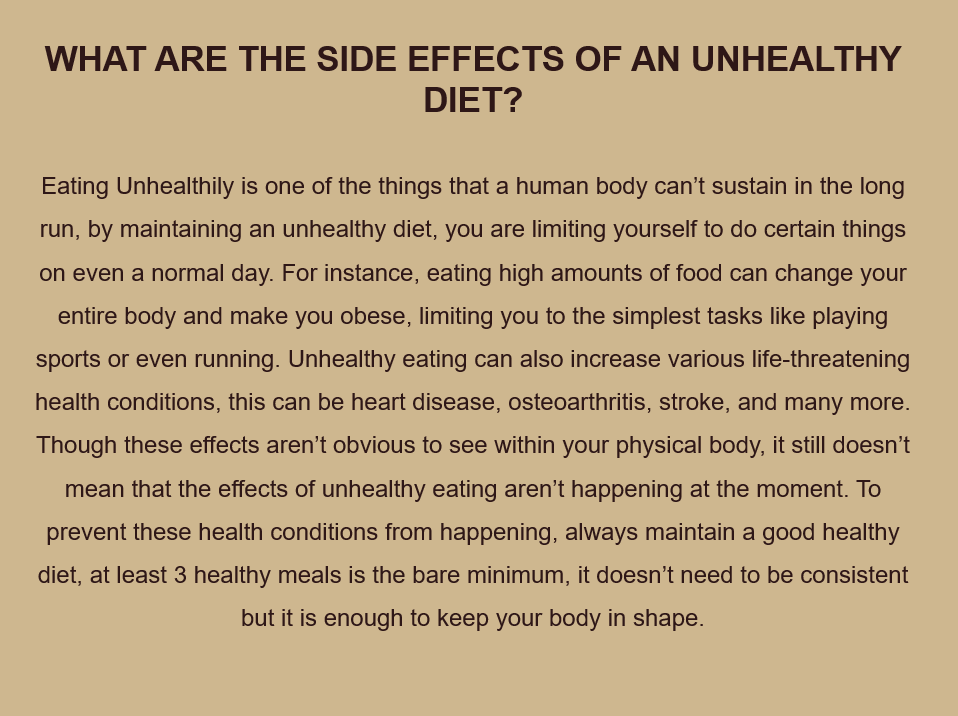 WHAT ARE THE SIDE EFFECTS OF AN UNHEALTHY
DIET?
Eating Unhealthily is one of the things that a human body can’t sustain in the long
run, by maintaining an unhealthy diet, you are limiting yourself to do certain things
on even a normal day. For instance, eating high amounts of food can change your
entire body and make you obese, limiting you to the simplest tasks like playing
sports or even running. Unhealthy eating can also increase various life-threatening
health conditions, this can be heart disease, osteoarthritis, stroke, and many more.
Though these effects aren’t obvious to see within your physical body, it still doesn’t
mean that the effects of unhealthy eating aren’t happening at the moment. To
prevent these health conditions from happening, always maintain a good healthy
diet, at least 3 healthy meals is the bare minimum, it doesn’t need to be consistent
but it is enough to keep your body in shape.